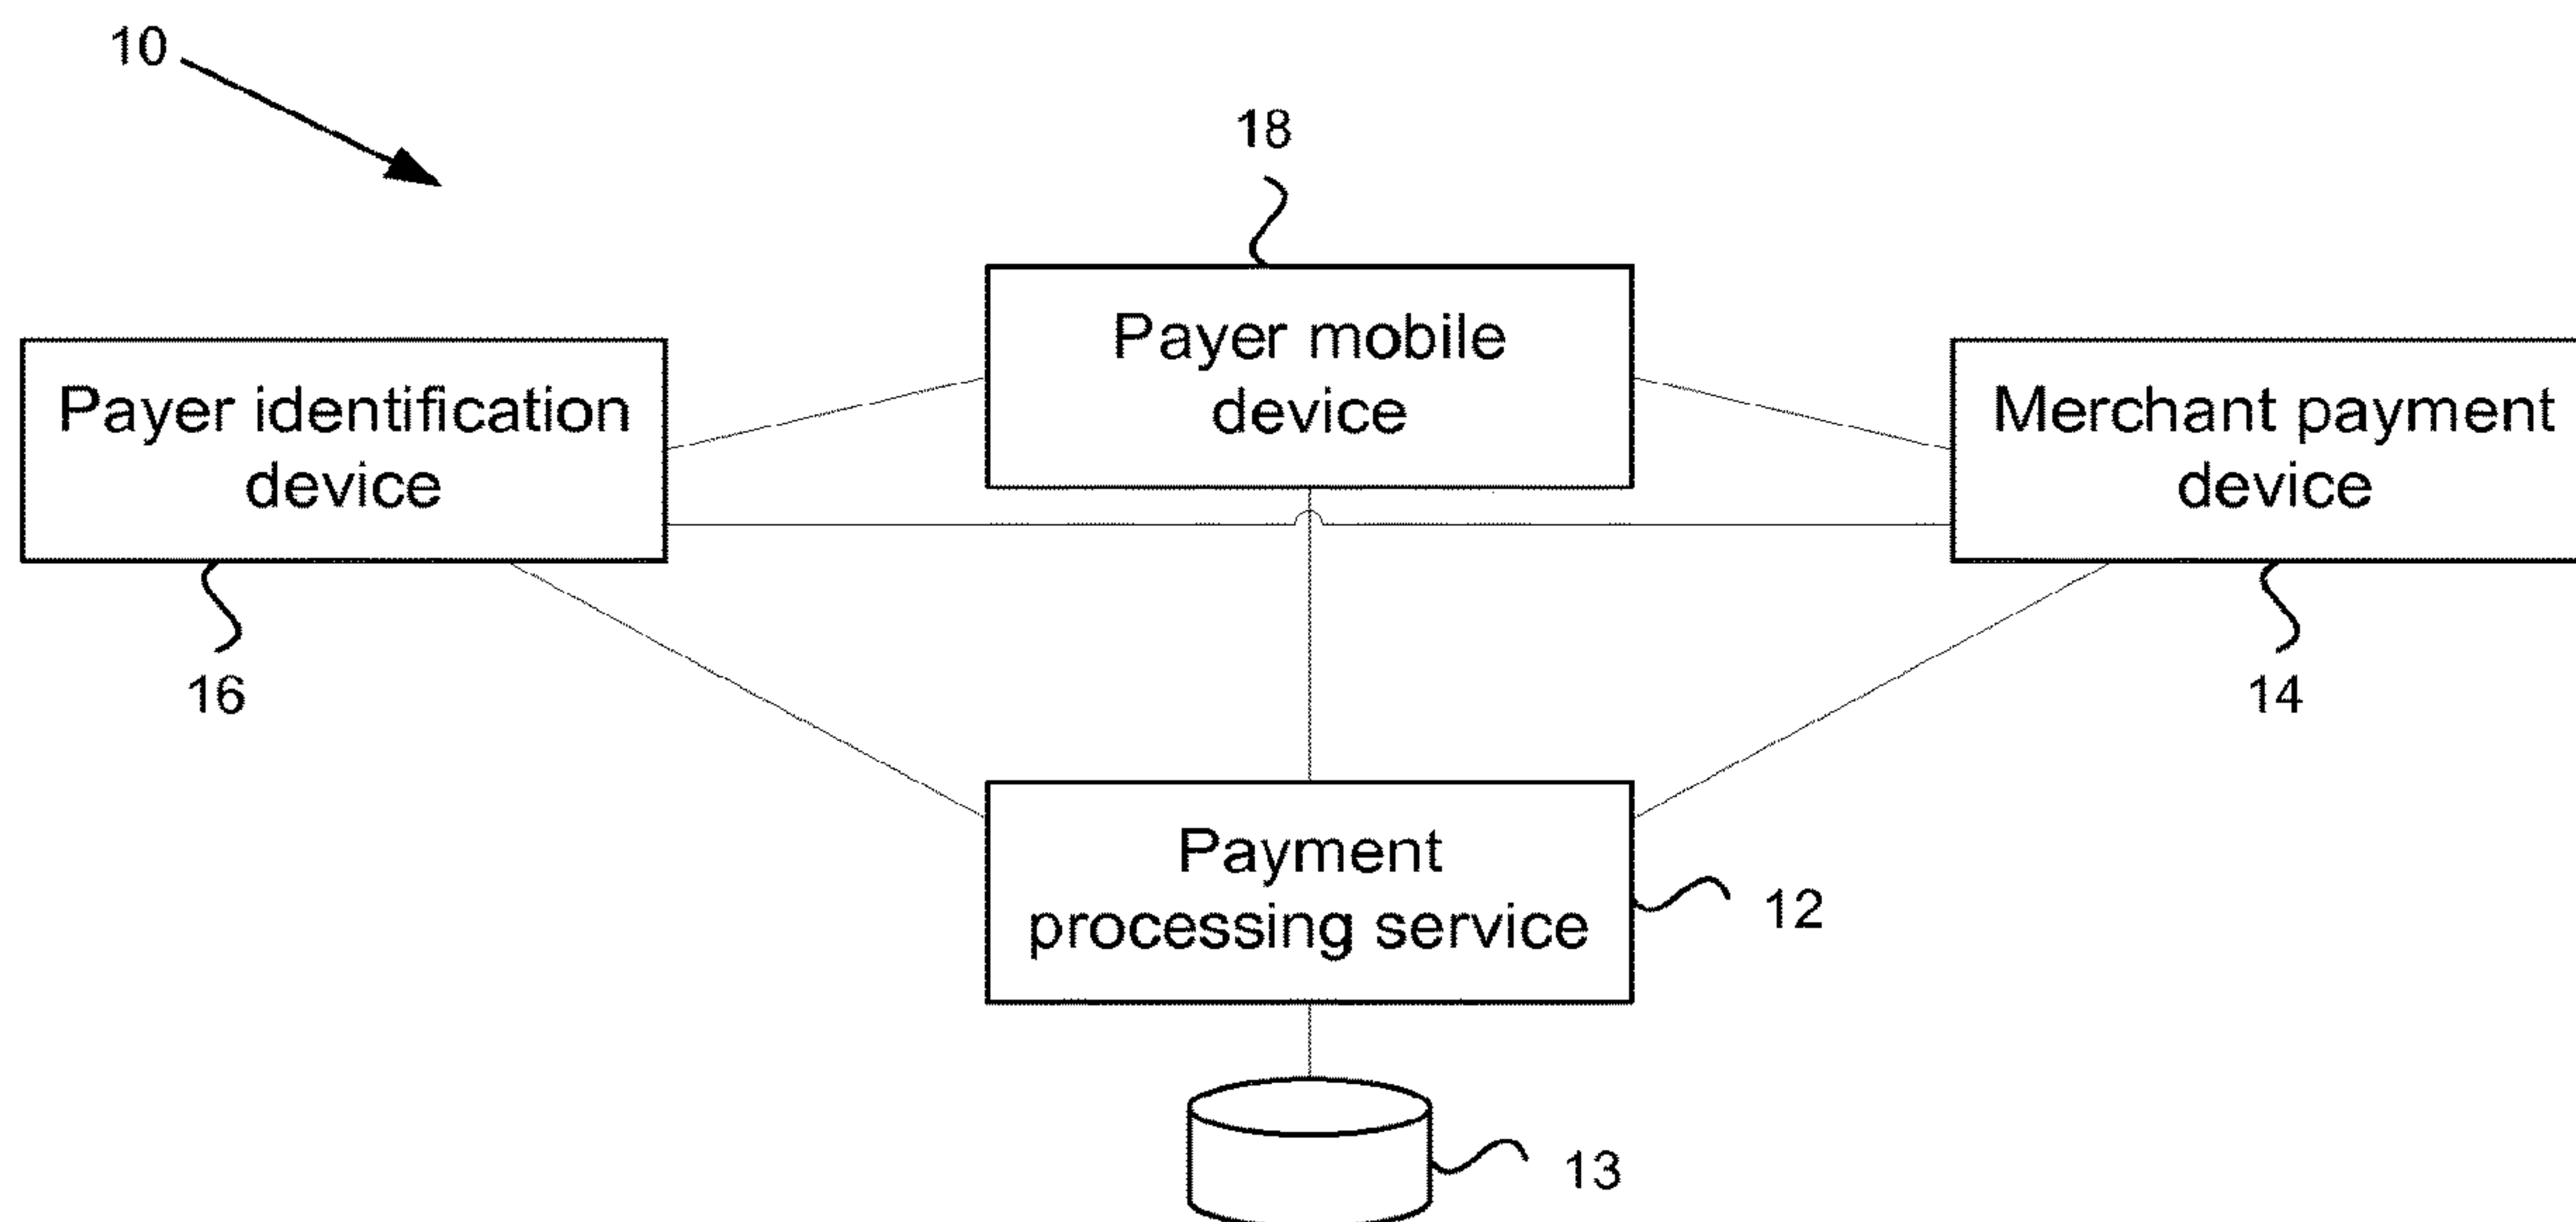 10
18
Payer mobile
device
Payer identification
device
Merchant payment
device
16
14
Payment
processing service
12
13